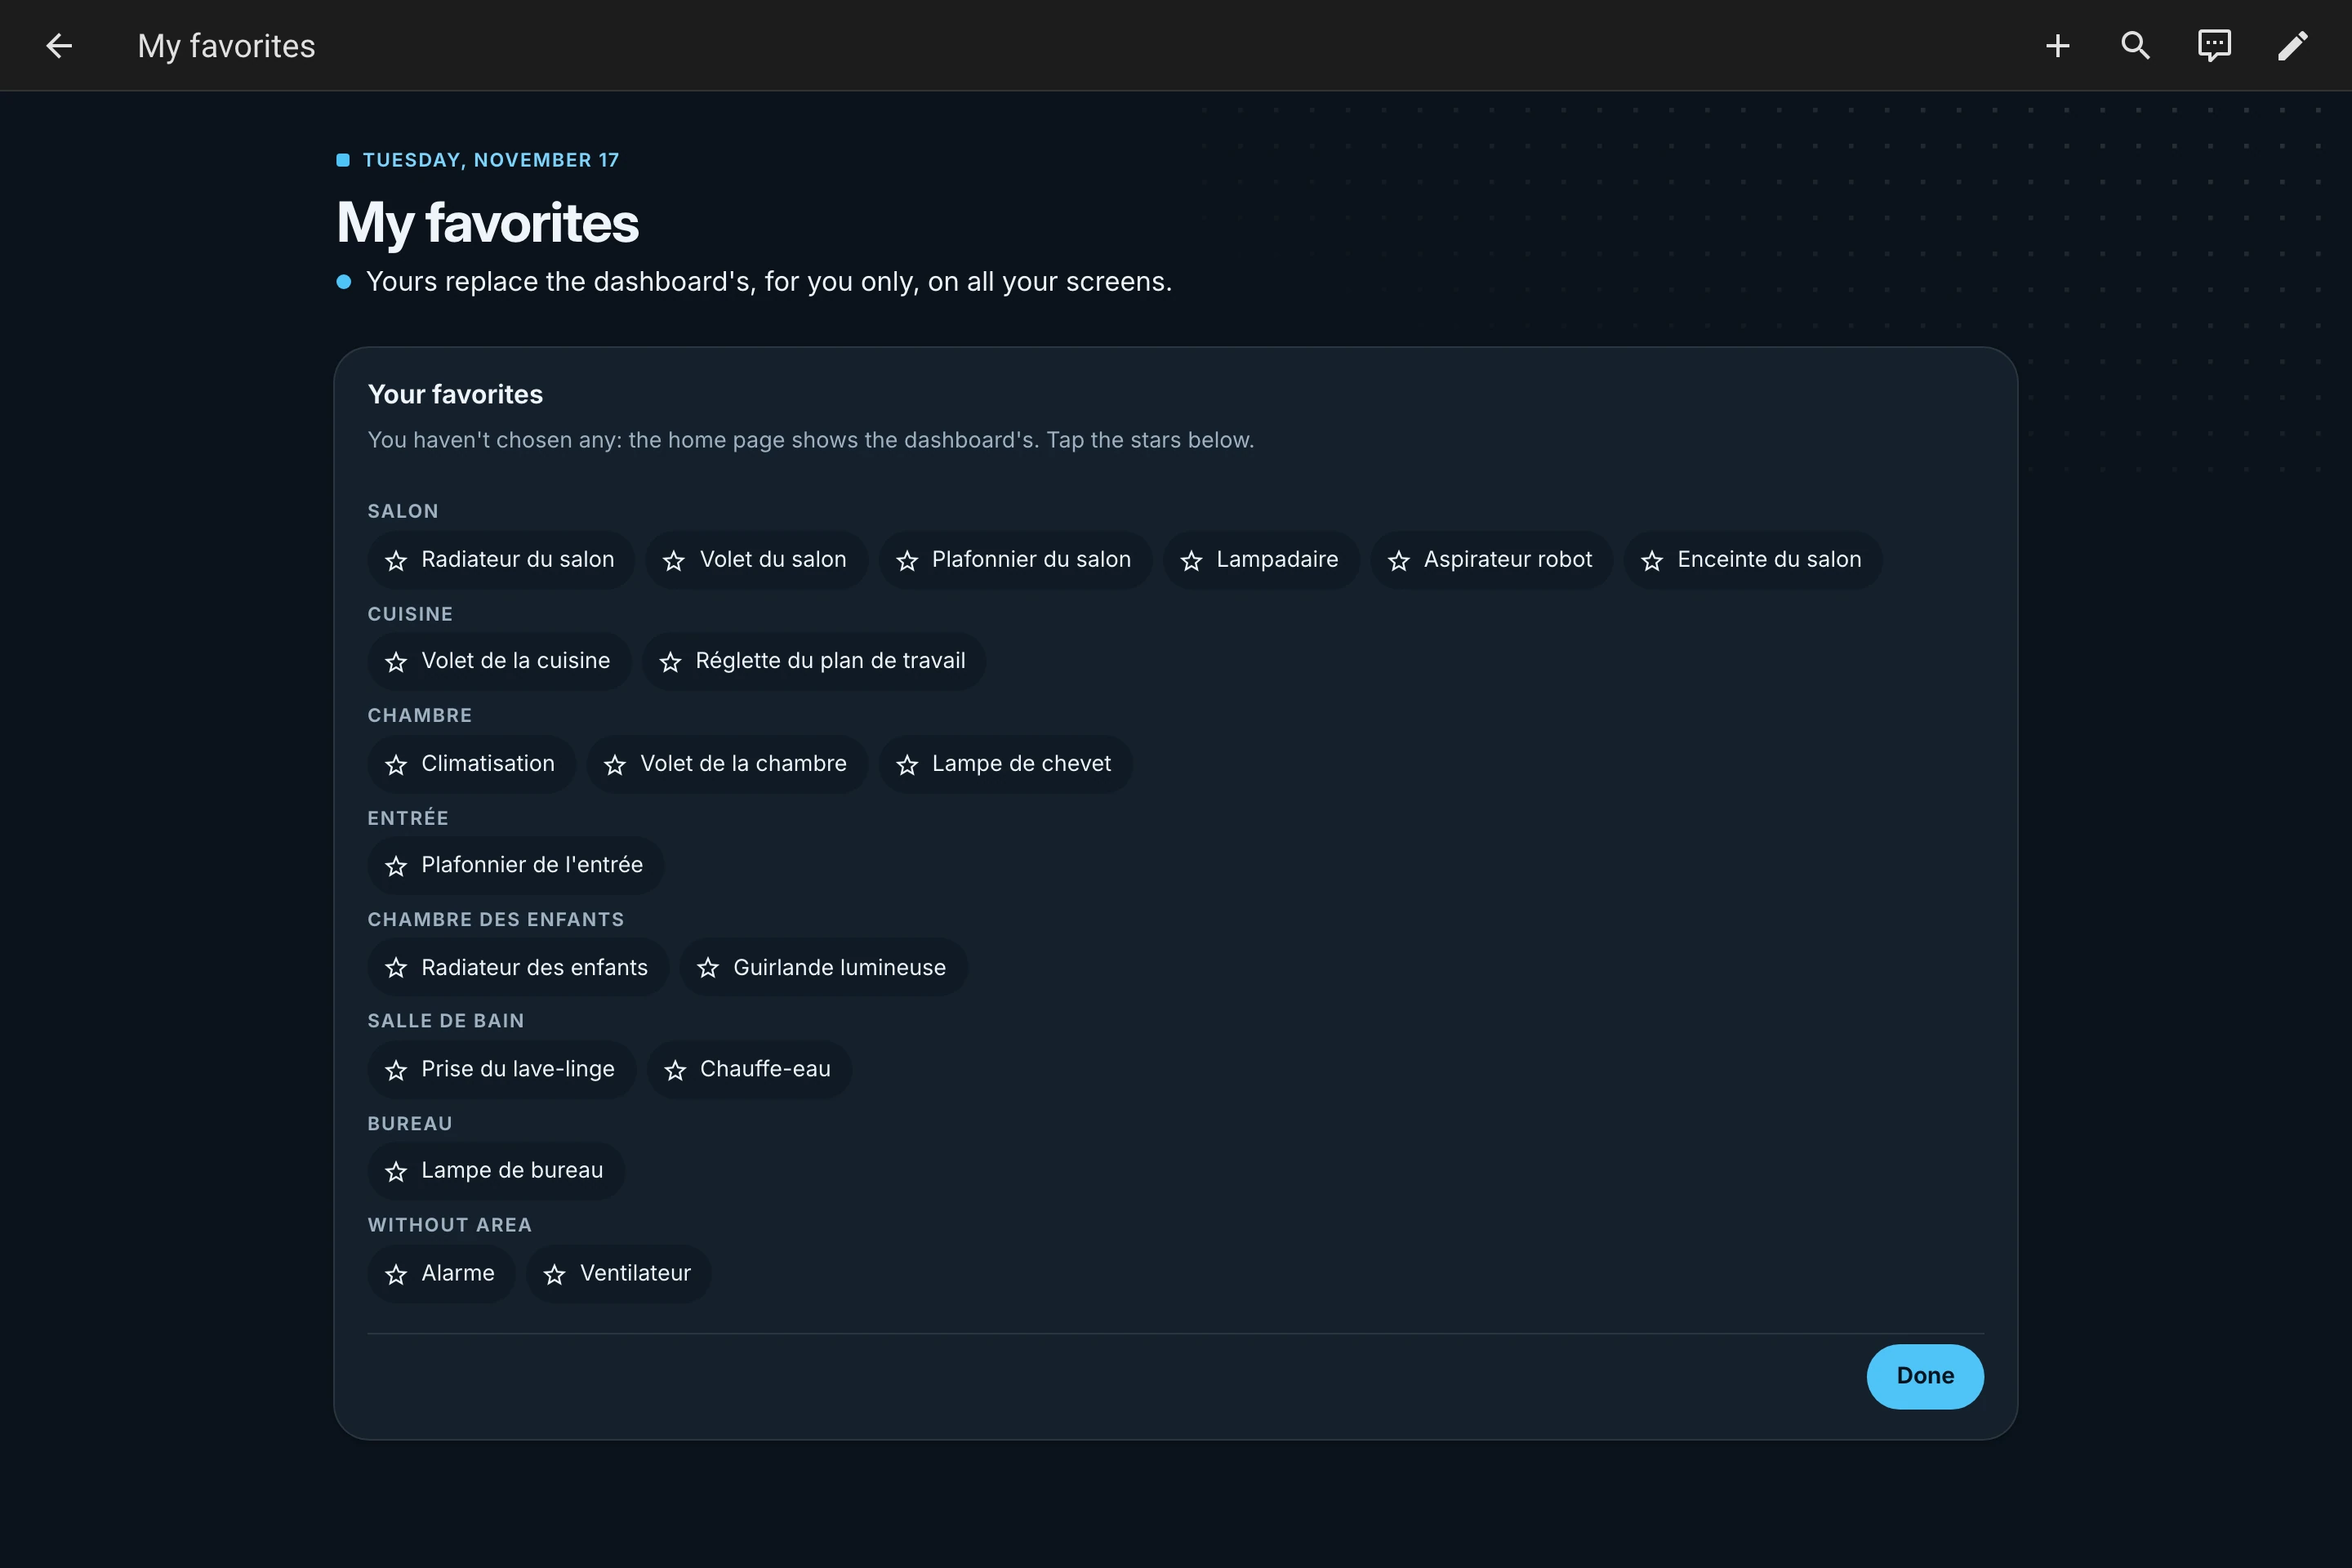 My favorites
TUESDAY, NOVEMBER 17
My favorites
Yours replace the dashboard's, for you only, on all your screens.
Your favorites
You haven't chosen any: the home page shows the dashboard's. Tap the stars below.
SALON
Radiateur du salon Volet du salon Plafonnier du salon Lampadaire Aspirateur robot Enceinte du salon
CUISINE
Volet de la cuisine Réglette du plan de travail
CHAMBRE
Climatisation Volet de la chambre Lampe de chevet
ENTRÉE
Plafonnier de l'entrée
CHAMBRE DES ENFANTS
Radiateur des enfants Guirlande lumineuse
SALLE DE BAIN
Prise du lave-linge Chauffe-eau
BUREAU
Lampe de bureau
WITHOUT AREA
Alarme Ventilateur
Done